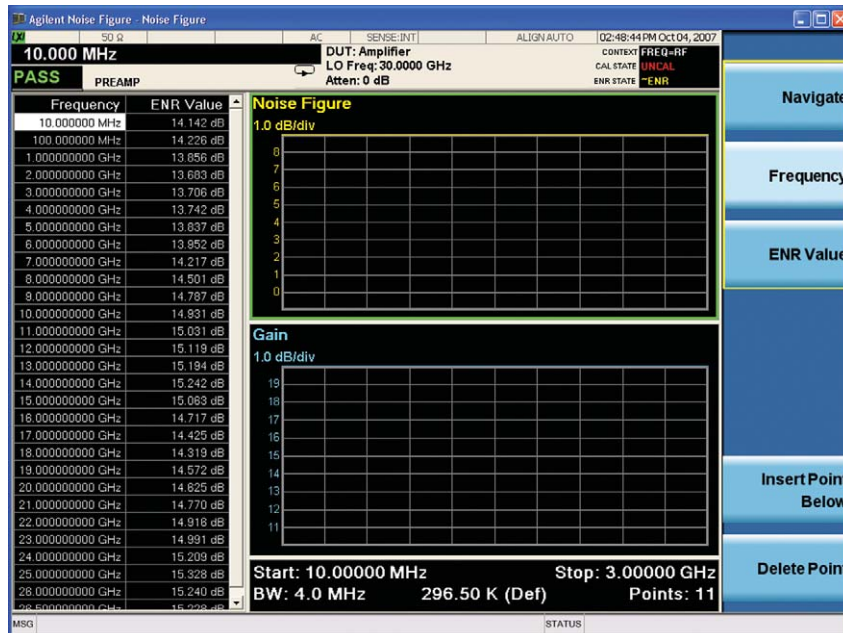 Agilent Noise Figure - Noise Figure
LXI 50 Ω AC SENSE:INT ALIGN AUTO 02:48:44 PM Oct 04, 2007
10.000 MHz
PASS PREAMP
DUT: Amplifier
LO Freq: 30.0000 GHz
Atten: 0 dB
CONTEXT FREQ=RF
CAL STATE UNCAL
ENR STATE ~ENR
Frequency ENR Value
10.000000 MHz 14.142 dB
100.000000 MHz 14.226 dB
1.000000000 GHz 13.856 dB
2.000000000 GHz 13.683 dB
3.000000000 GHz 13.706 dB
4.000000000 GHz 13.742 dB
5.000000000 GHz 13.837 dB
6.000000000 GHz 13.952 dB
7.000000000 GHz 14.217 dB
8.000000000 GHz 14.501 dB
9.000000000 GHz 14.787 dB
10.000000000 GHz 14.931 dB
11.000000000 GHz 15.031 dB
12.000000000 GHz 15.119 dB
13.000000000 GHz 15.194 dB
14.000000000 GHz 15.242 dB
15.000000000 GHz 15.063 dB
16.000000000 GHz 14.717 dB
17.000000000 GHz 14.425 dB
18.000000000 GHz 14.319 dB
19.000000000 GHz 14.572 dB
20.000000000 GHz 14.625 dB
21.000000000 GHz 14.770 dB
22.000000000 GHz 14.916 dB
23.000000000 GHz 14.991 dB
24.000000000 GHz 15.209 dB
25.000000000 GHz 15.328 dB
26.000000000 GHz 15.240 dB
26.500000000 GHz 15.228 dB
Noise Figure
1.0 dB/div
8
7
6
5
4
3
2
1
0
Gain
1.0 dB/div
19
18
17
16
15
14
13
12
11
Start: 10.00000 MHz Stop: 3.00000 GHz
BW: 4.0 MHz 296.50 K (Def) Points: 11
Navigate
Frequency
ENR Value
Insert Point
Below
Delete Point
MSG STATUS